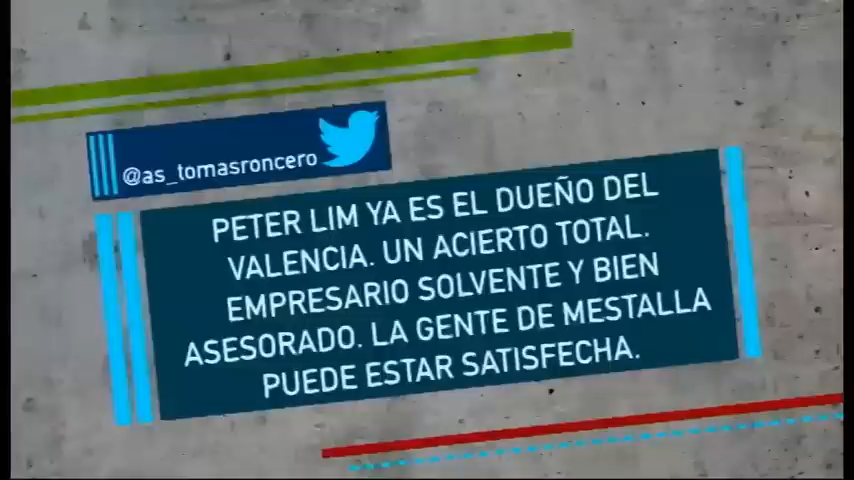 @as_tomasroncero
PETER LIM YA ES EL DUEÑO DEL
VALENCIA. UN ACIERTO TOTAL.
EMPRESARIO SOLVENTE Y BIEN
ASESORADO. LA GENTE DE MESTALLA
PUEDE ESTAR SATISFECHA.